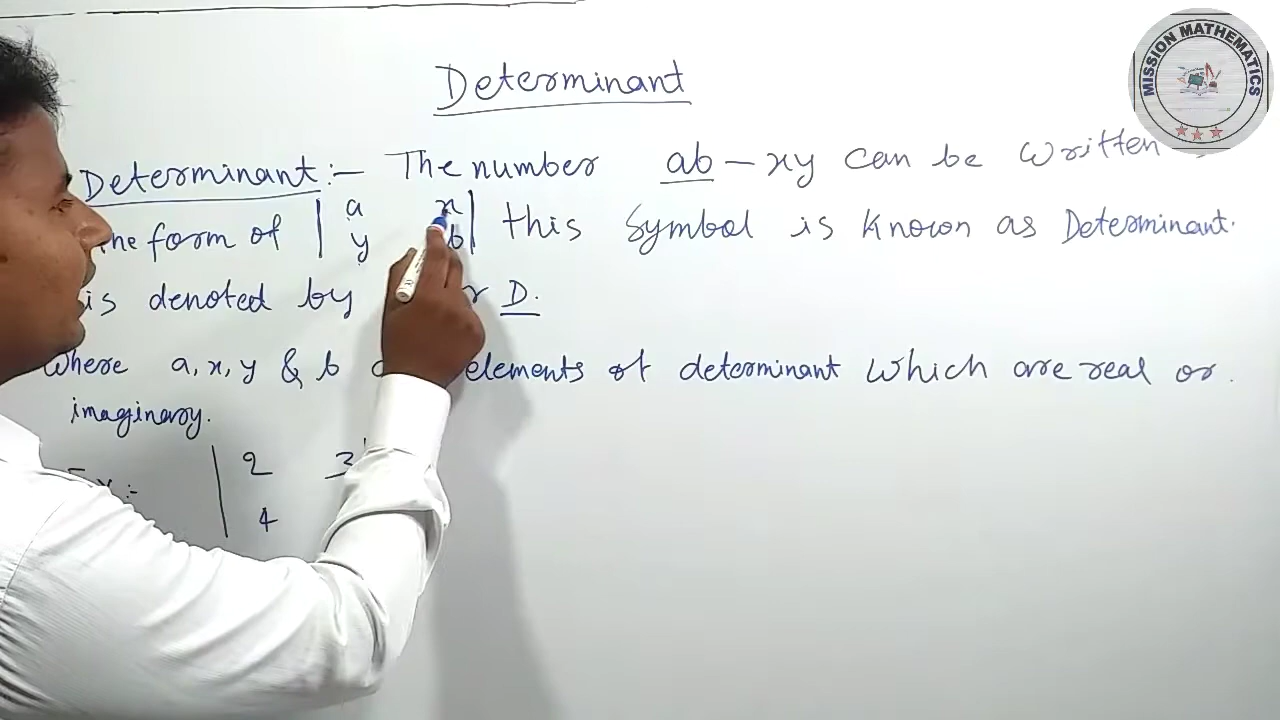 MISSION MATHEMATICS
Determinant
Determinant:- The number ab - xy can be written
the form of | a x | this symbol is known as Determinant.
y b
is denoted by D.
Where a, x, y & b elements of determinant which are real or
imaginary.
Ex:- | 2 3
4